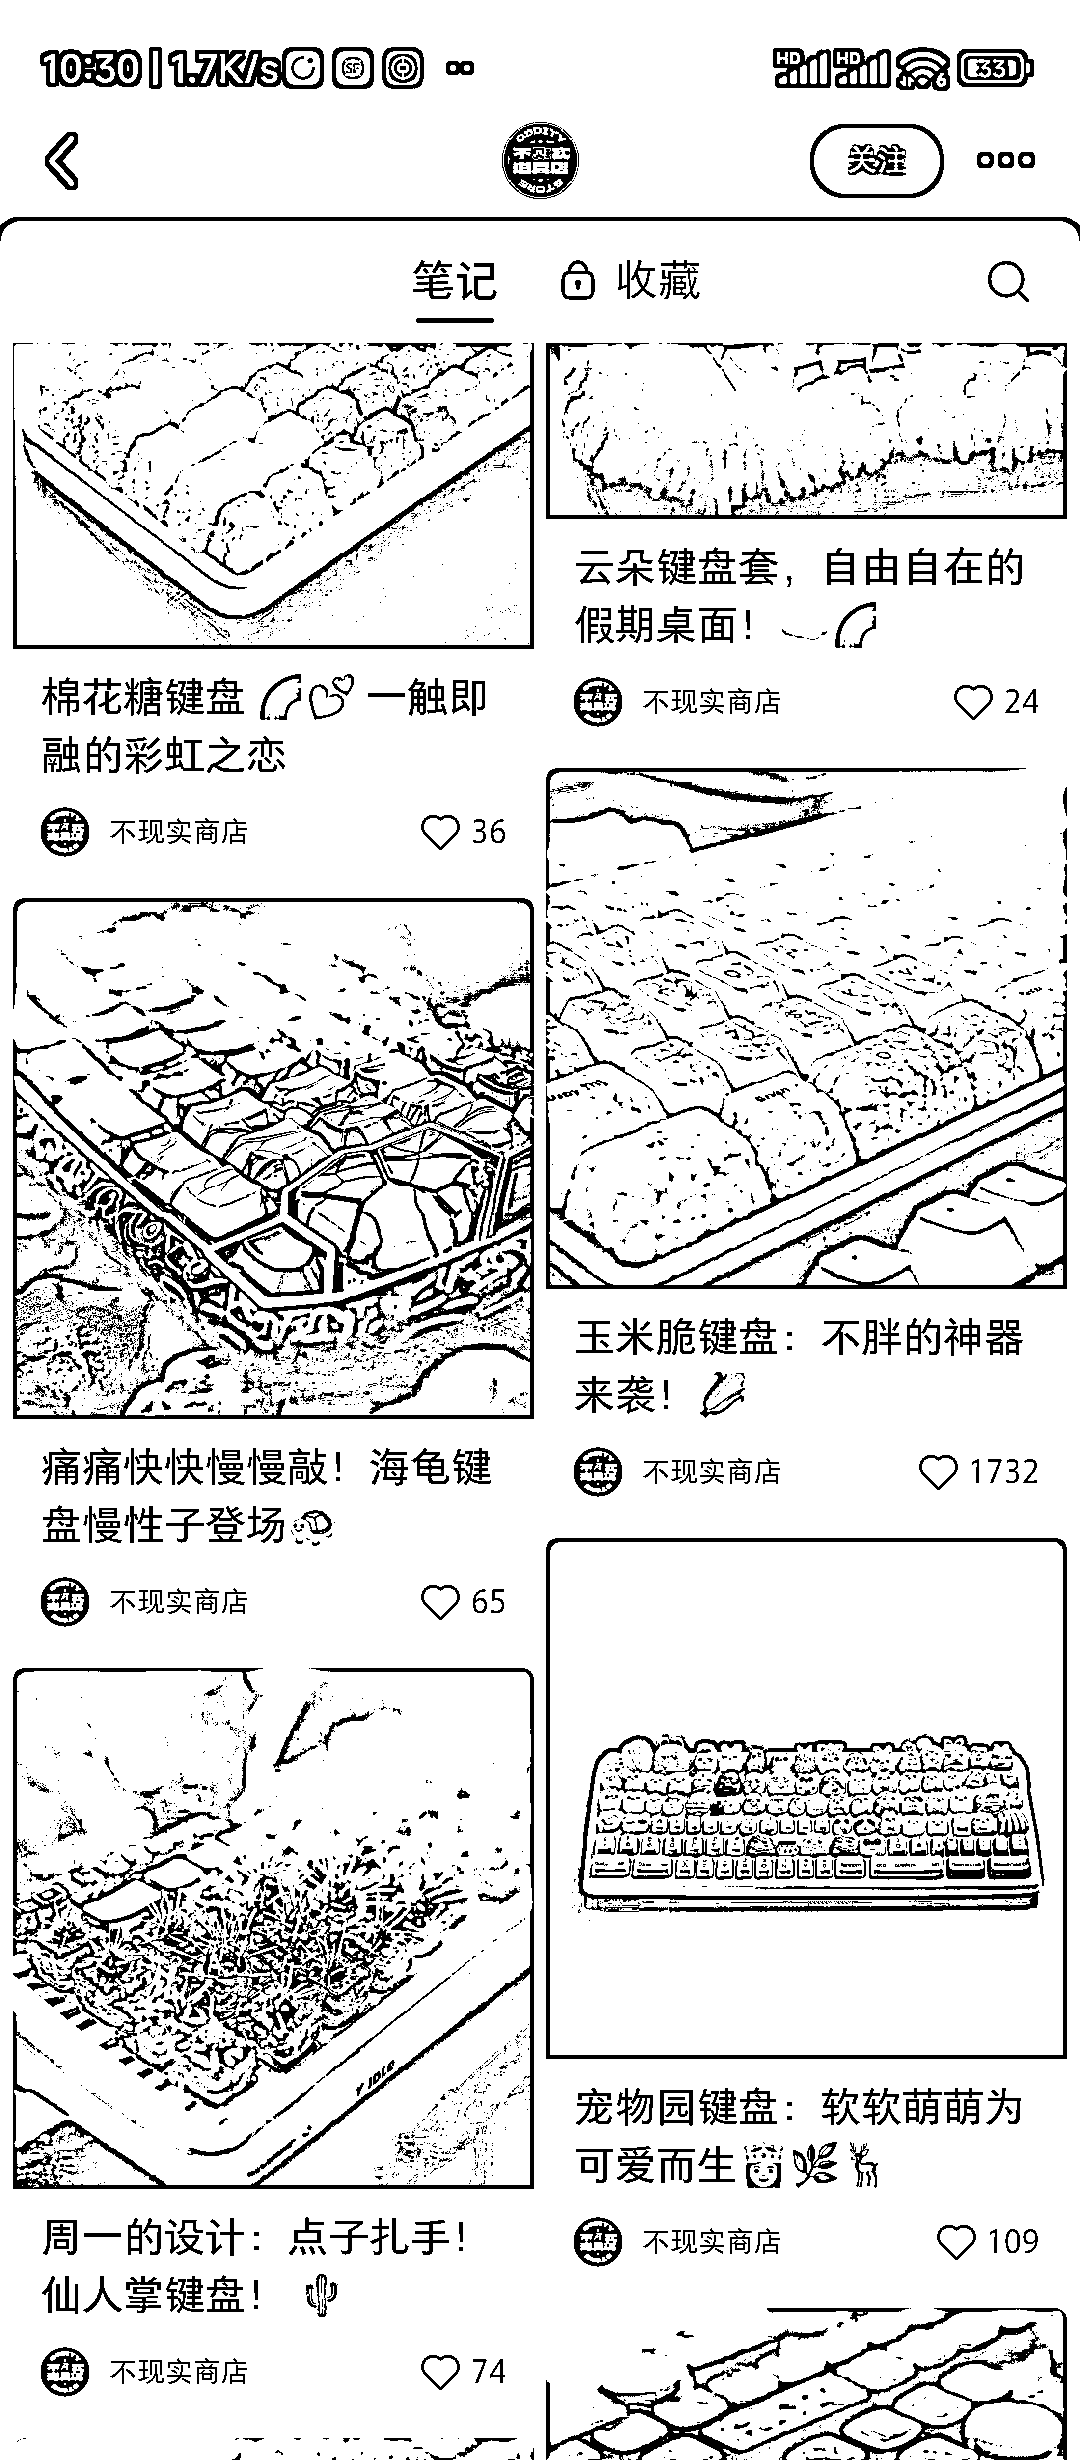 10:30 | 1.7K/s
HD HD 6 33
ODDITY
STORE
关注
笔记 收藏
棉花糖键盘 一触即
融的彩虹之恋
不现实商店 36
云朵键盘套，自由自在的
假期桌面！
不现实商店 24
痛痛快快慢慢敲！海龟键
盘慢性子登场
不现实商店 65
玉米脆键盘：不胖的神器
来袭！
不现实商店 1732
周一的设计：点子扎手！
仙人掌键盘！
不现实商店 74
宠物园键盘：软软萌萌为
可爱而生
不现实商店 109